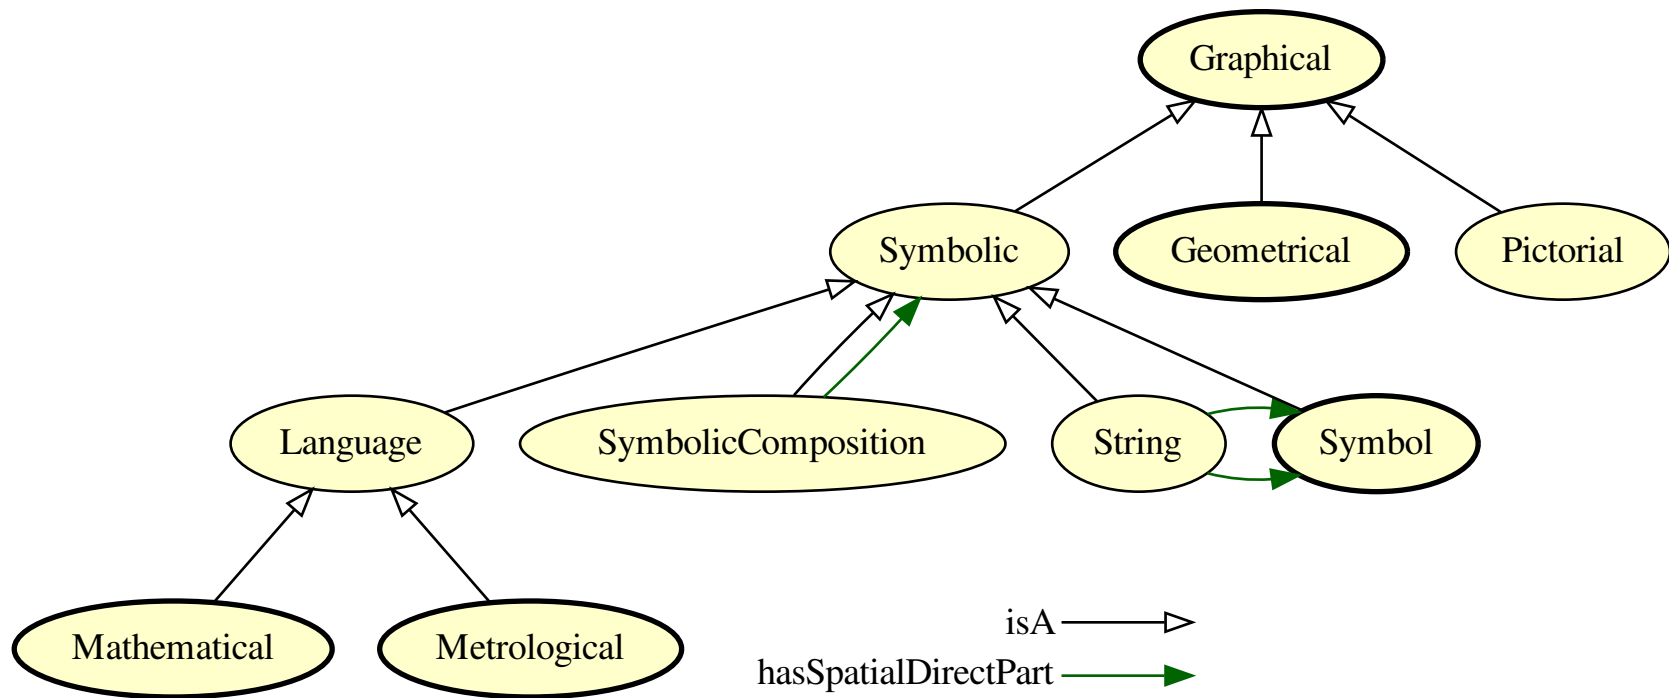 Graphical
Symbolic
Geometrical
Pictorial
Language
SymbolicComposition
String
Symbol
Mathematical
Metrological
isA
hasSpatialDirectPart